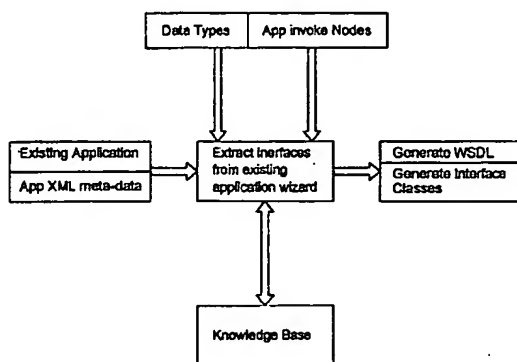 Data Types App invoke Nodes
Existing Application
App XML meta-data
Extract inerfaces
from existing
application wizard
Generate WSDL
Generate Interface
Classes
Knowledge Base